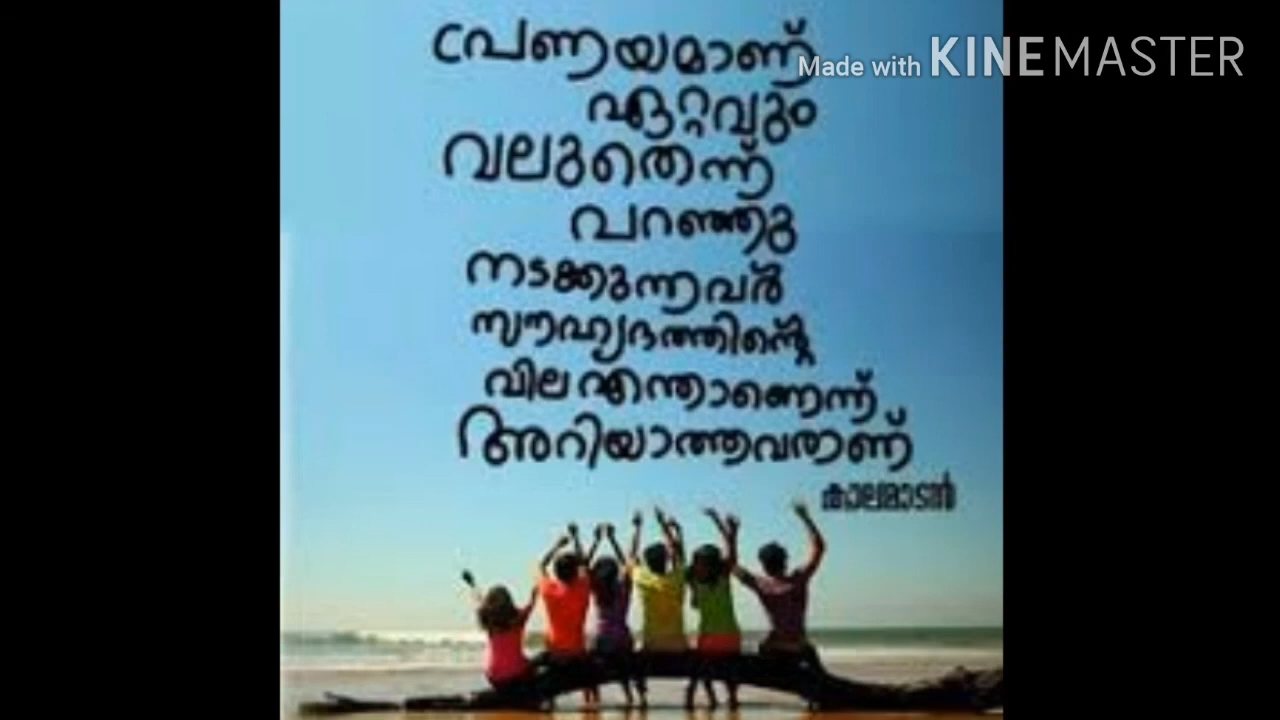 പ്രണയമാണ്
Made with KINEMASTER
ഏറ്റവും
വലുതെന്ന്
പറഞ്ഞു
നടക്കുന്നവർ
സൗഹൃദത്തിന്റെ
വില എന്താണെന്ന്
അറിയാത്തവരാണ്
കാലമാടൻ